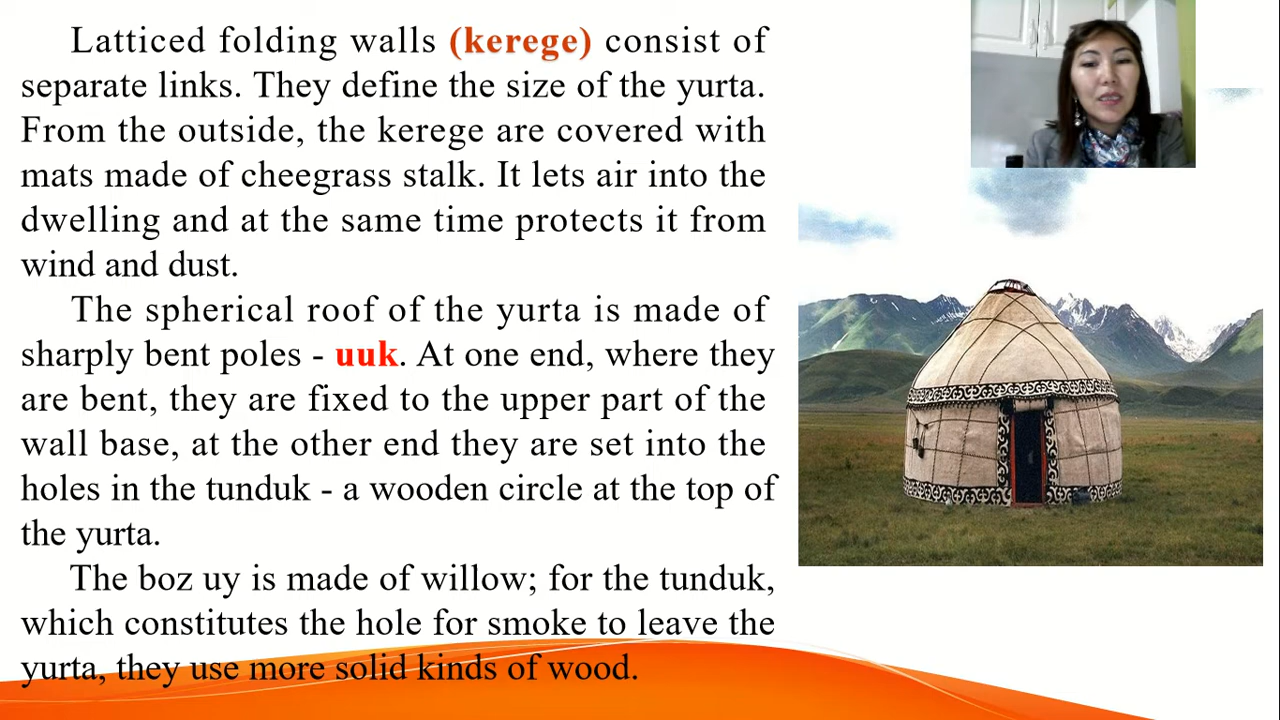 Latticed folding walls (kerege) consist of
separate links. They define the size of the yurta.
From the outside, the kerege are covered with
mats made of cheegrass stalk. It lets air into the
dwelling and at the same time protects it from
wind and dust.
The spherical roof of the yurta is made of
sharply bent poles - uuk. At one end, where they
are bent, they are fixed to the upper part of the
wall base, at the other end they are set into the
holes in the tunduk - a wooden circle at the top of
the yurta.
The boz uy is made of willow; for the tunduk,
which constitutes the hole for smoke to leave the
yurta, they use more solid kinds of wood.